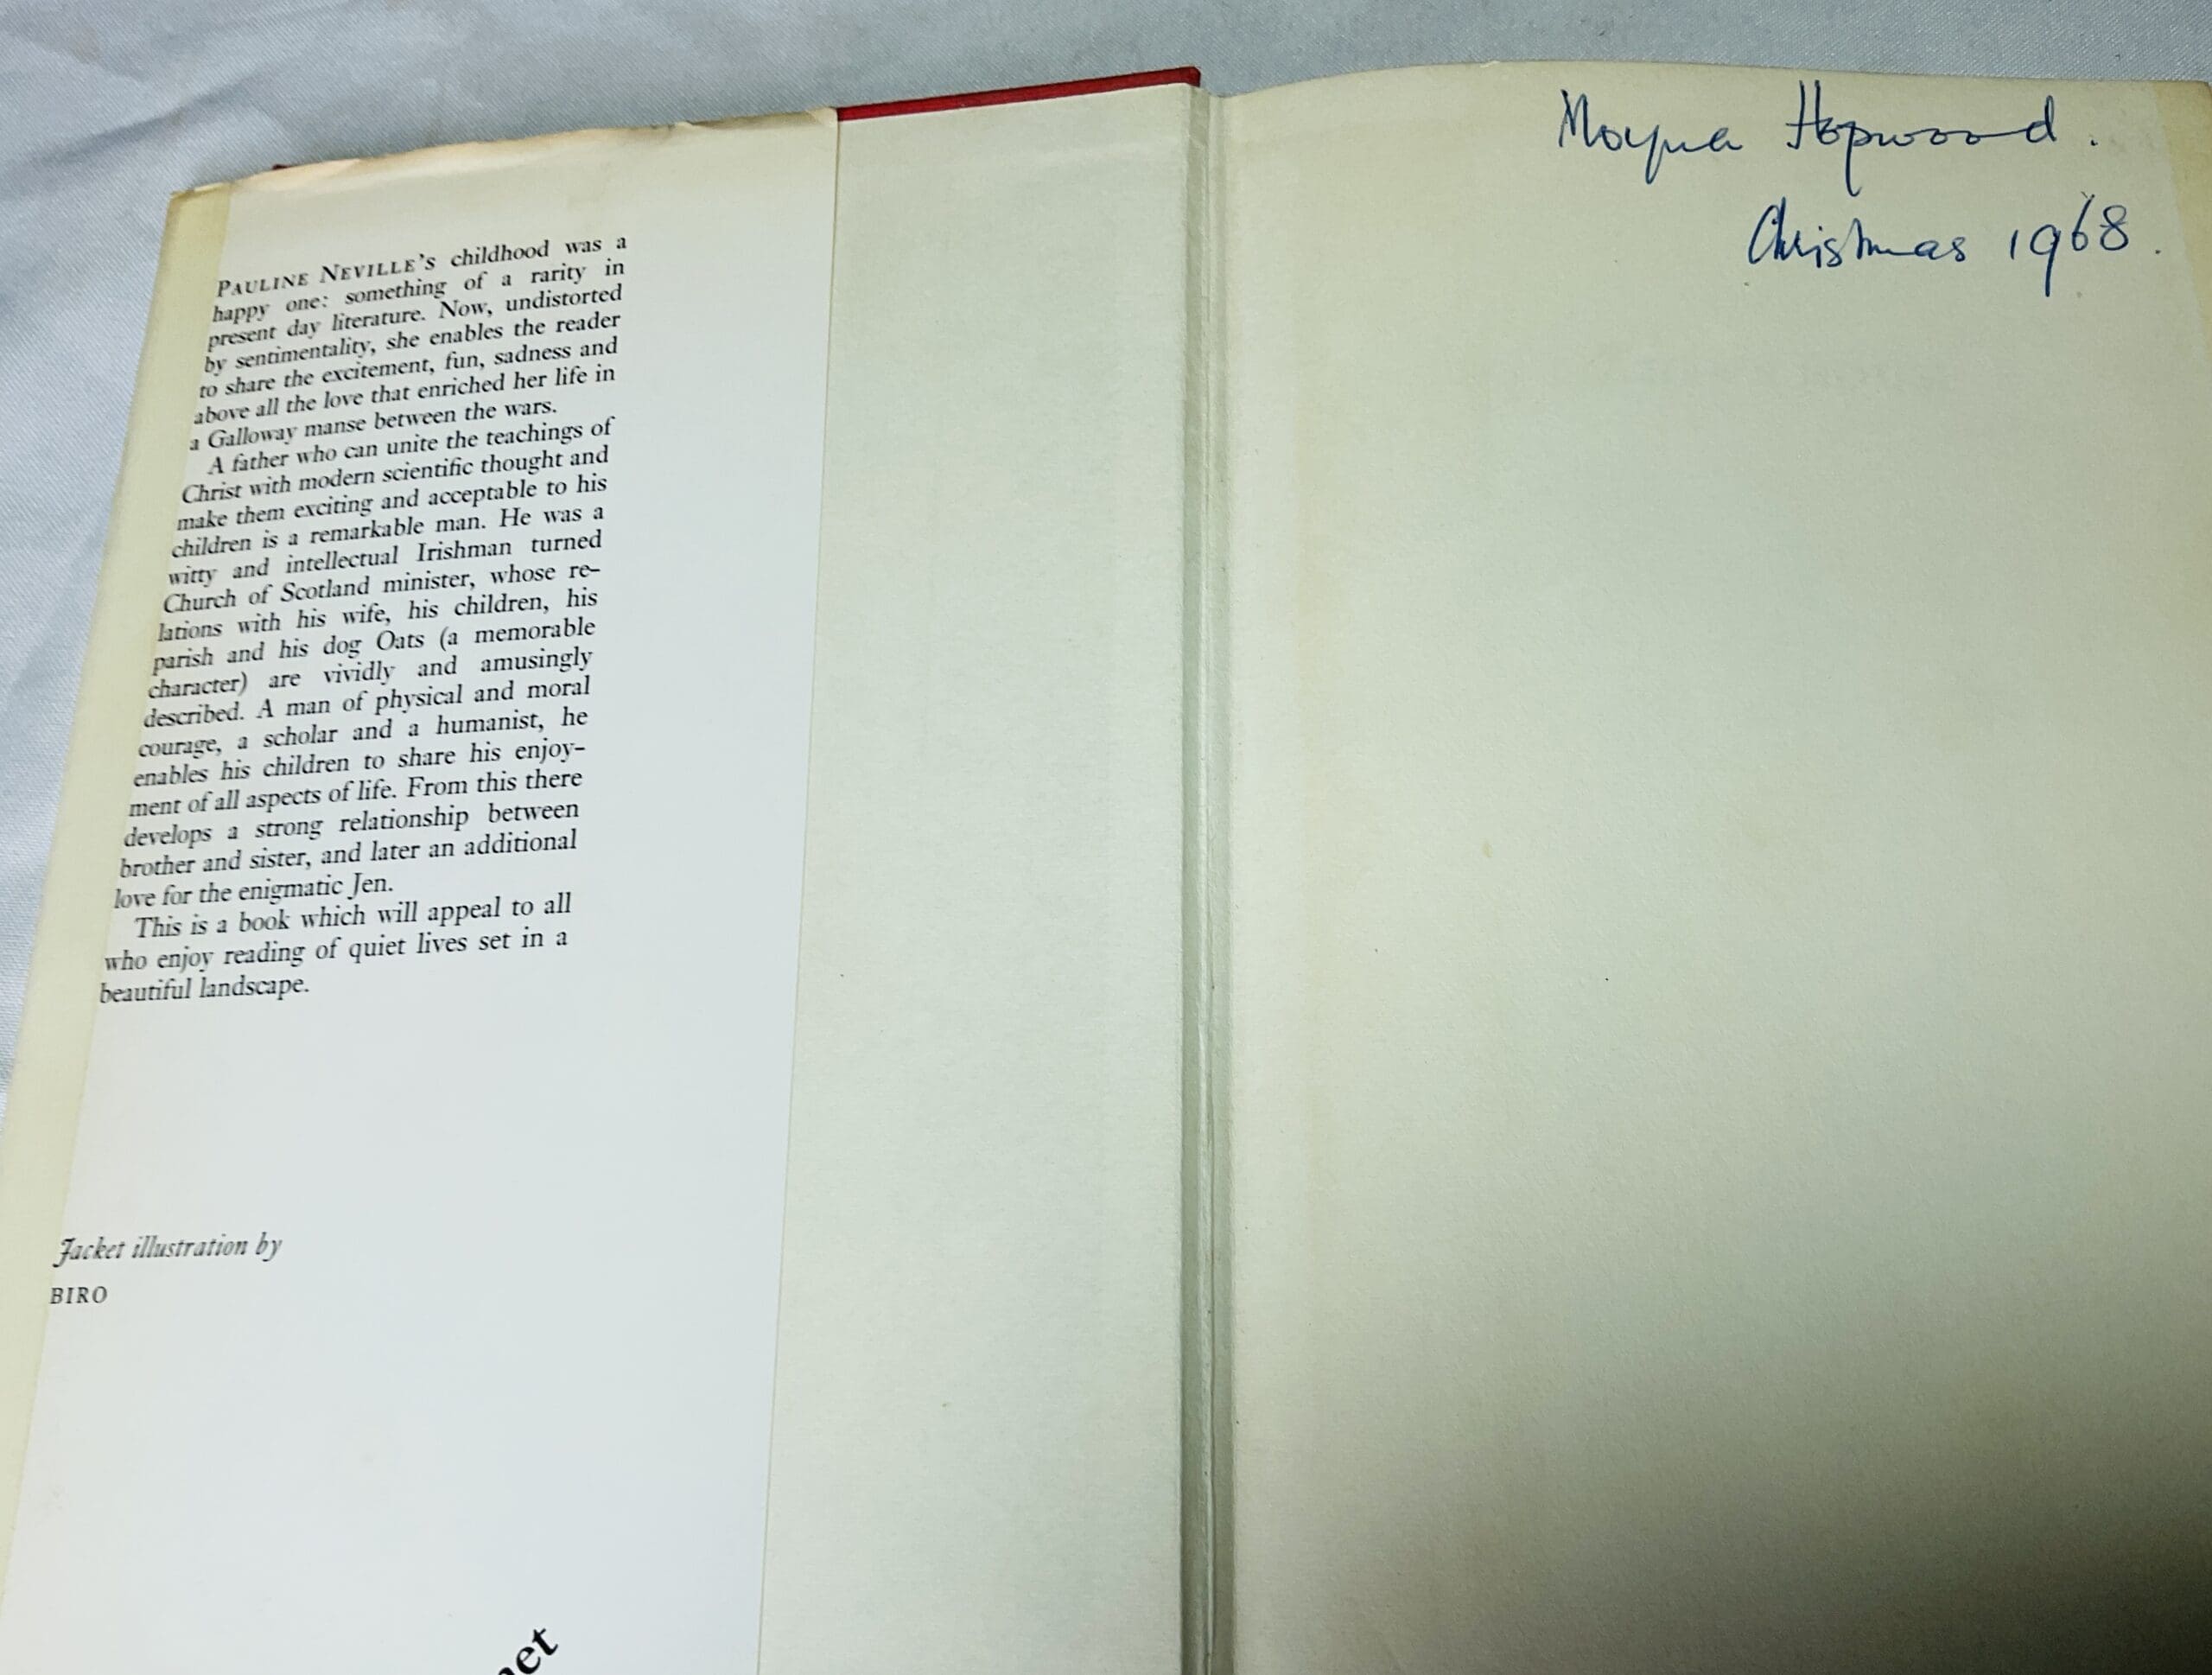 PAULINE NEVILLE'S childhood was a
happy one: something of a rarity in
present day literature. Now, undistorted
by sentimentality, she enables the reader
to share the excitement, fun, sadness and
above all the love that enriched her life in
a Galloway manse between the wars.
A father who can unite the teachings of
Christ with modern scientific thought and
make them exciting and acceptable to his
children is a remarkable man. He was a
witty and intellectual Irishman turned
Church of Scotland minister, whose re-
lations with his wife, his children, his
parish and his dog Oats (a memorable
character) are vividly and amusingly
described. A man of physical and moral
courage, a scholar and a humanist, he
enables his children to share his enjoy-
ment of all aspects of life. From this there
develops a strong relationship between
brother and sister, and later an additional
love for the enigmatic Jen.
This is a book which will appeal to all
who enjoy reading of quiet lives set in a
beautiful landscape.
Jacket illustration by
BIRO
Moyna Hopwood.
Christmas 1968.